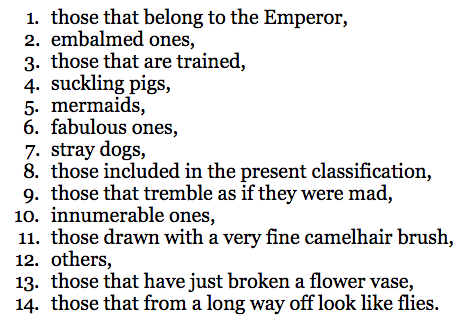 1. those that belong to the Emperor,
2. embalmed ones,
3. those that are trained,
4. suckling pigs,
5. mermaids,
6. fabulous ones,
7. stray dogs,
8. those included in the present classification,
9. those that tremble as if they were mad,
10. innumerable ones,
11. those drawn with a very fine camelhair brush,
12. others,
13. those that have just broken a flower vase,
14. those that from a long way off look like flies.